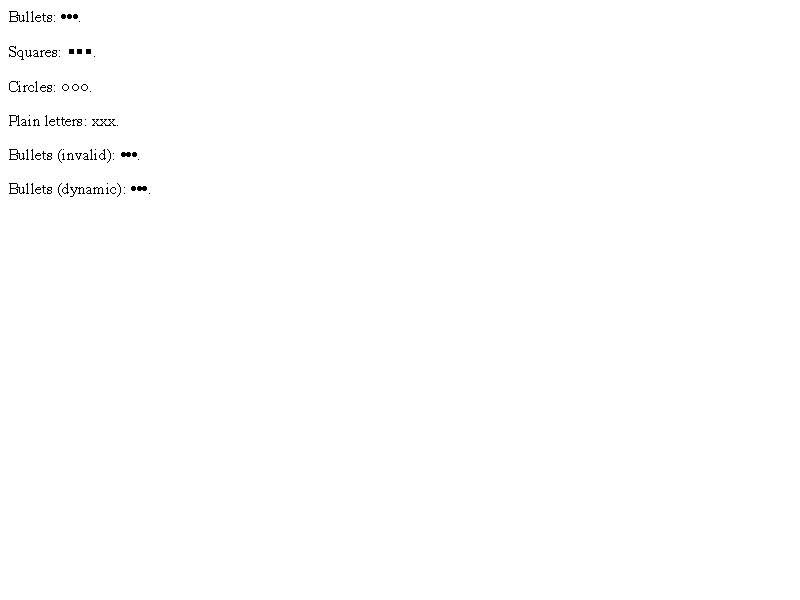 Bullets: •••.
Squares: ▪▪▪.
Circles: ○○○.
Plain letters: xxx.
Bullets (invalid): •••.
Bullets (dynamic): •••.